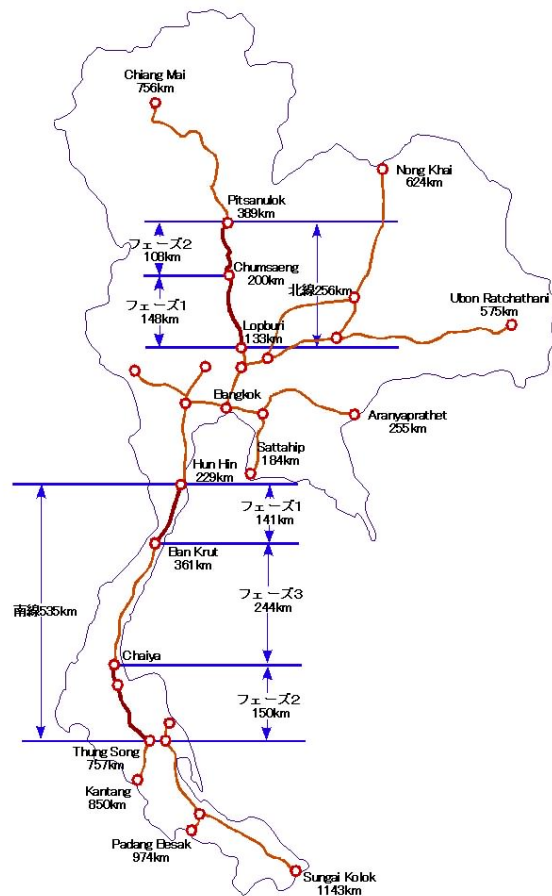 Chiang Mai
756km
Nong Khai
624km
Pitsanulok
389km
フェーズ2
108km
Chumsaeng
200km
北線256km
フェーズ1
148km
Ubon Ratchathani
575km
Lopburi
133km
Bangkok
Aranyaprathet
255km
Sattahip
184km
Hun Hin
229km
フェーズ1
141km
Ban Krut
361km
フェーズ3
244km
南線535km
Chaiya
フェーズ2
150km
Thung Song
757km
Kantang
850km
Padang Besak
974km
Sungai Kolok
1143km